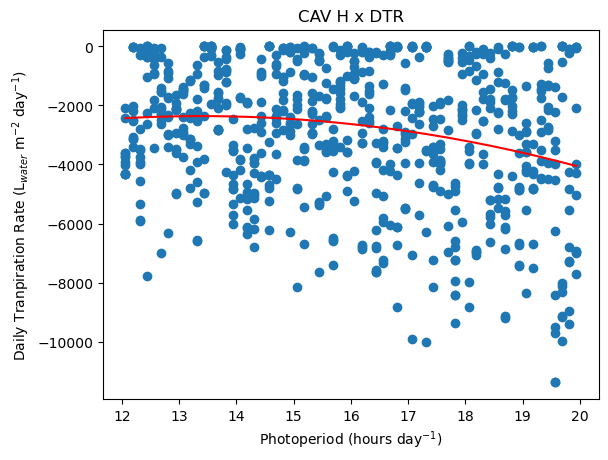 CAV H x DTR
Daily Tranpiration Rate (L_water m⁻² day⁻¹)
0
−2000
−4000
−6000
−8000
−10000
12 13 14 15 16 17 18 19 20
Photoperiod (hours day⁻¹)